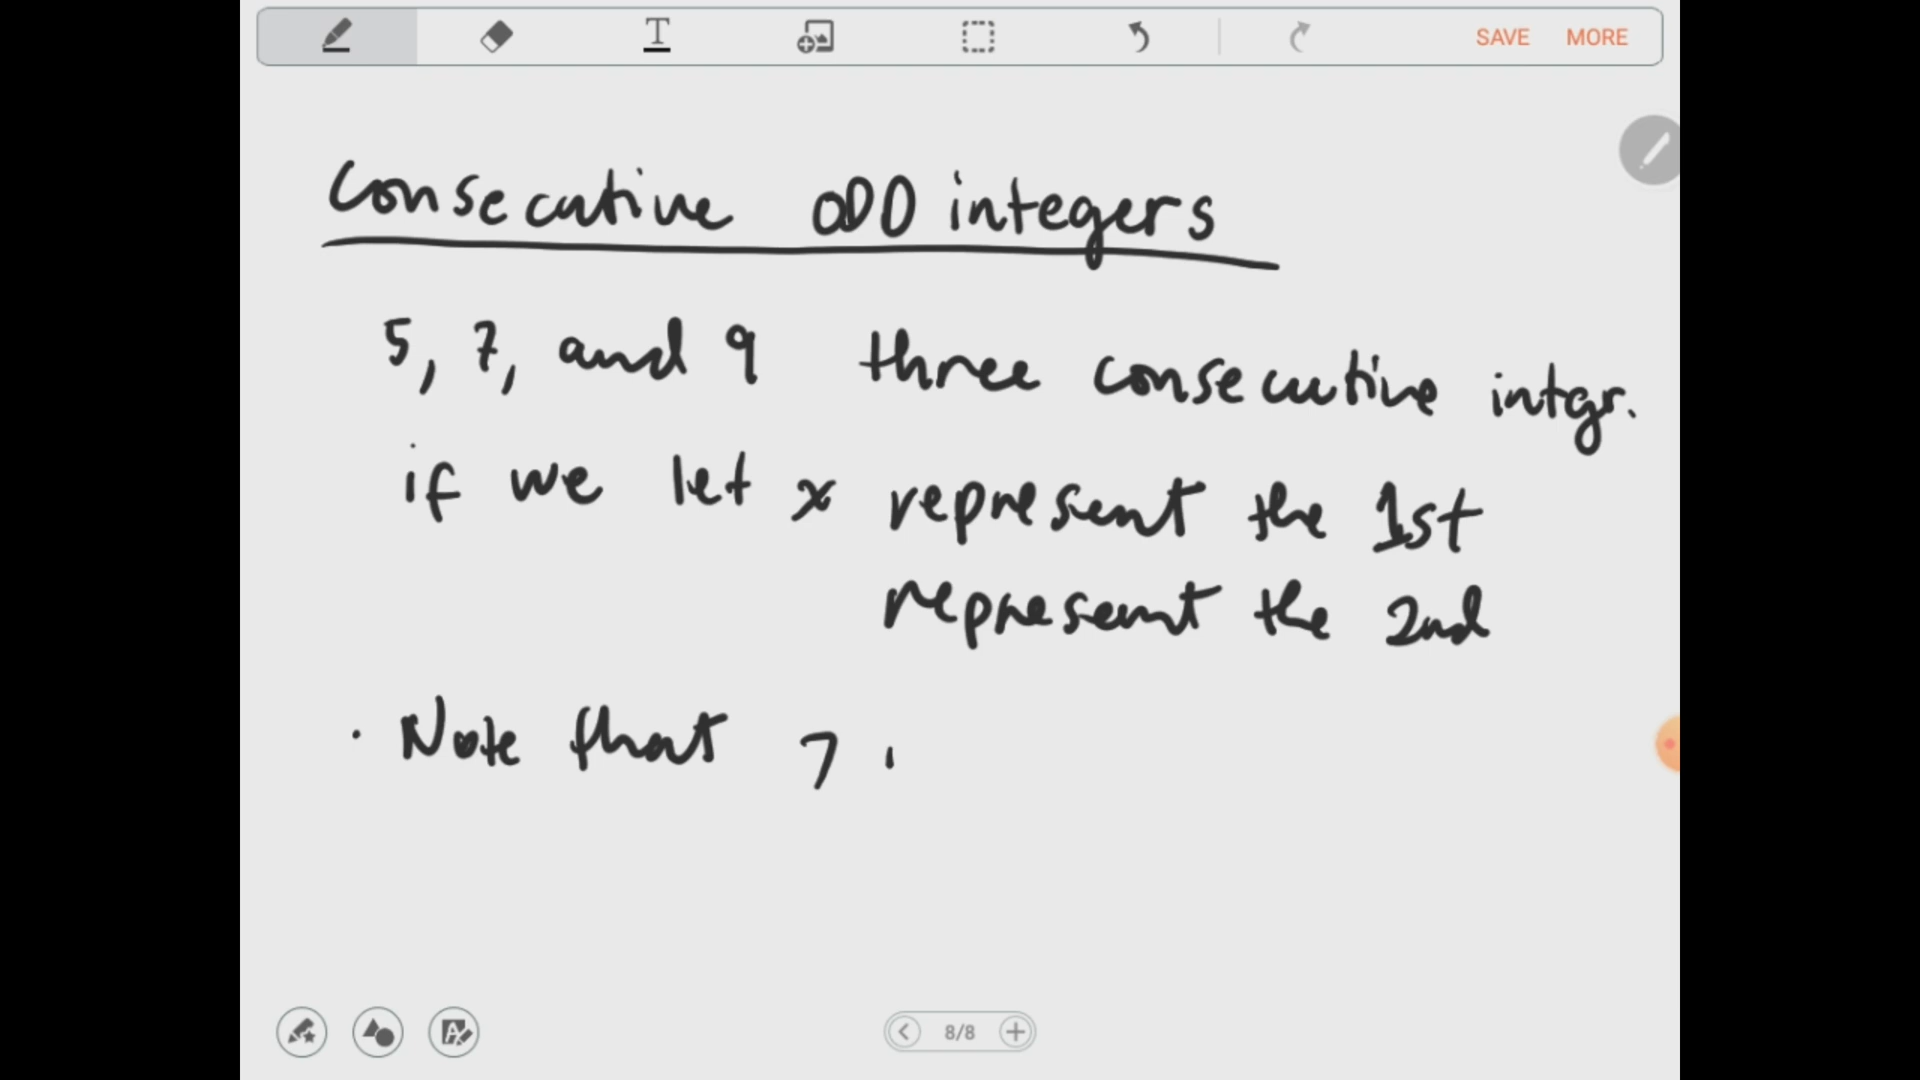 T SAVE MORE
Consecutive ODD integers
5, 7, and 9 three consecutive intgr.
if we let x represent the 1st
represent the 2nd
. Note that 7
8/8
A